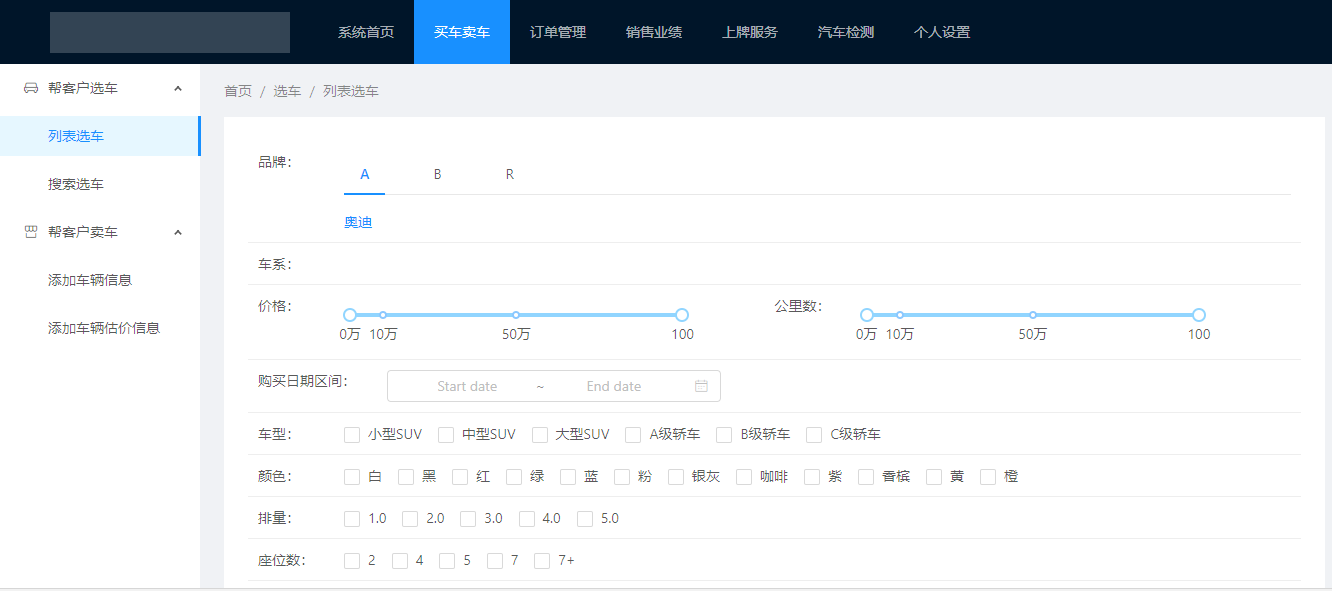 系统首页 买车卖车 订单管理 销售业绩 上牌服务 汽车检测 个人设置
帮客户选车
列表选车
搜索选车
帮客户卖车
添加车辆信息
添加车辆估价信息
首页 / 选车 / 列表选车
品牌：
A B R
奥迪
车系：
价格：
0万 10万 50万 100
公里数：
0万 10万 50万 100
购买日期区间： Start date ~ End date
车型： 小型SUV 中型SUV 大型SUV A级轿车 B级轿车 C级轿车
颜色： 白 黑 红 绿 蓝 粉 银灰 咖啡 紫 香槟 黄 橙
排量： 1.0 2.0 3.0 4.0 5.0
座位数： 2 4 5 7 7+